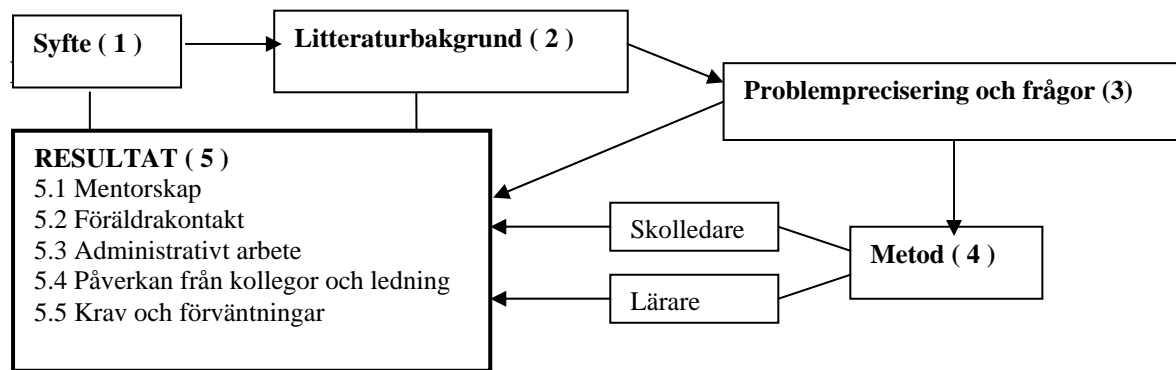 Syfte ( 1 )
Litteraturbakgrund ( 2 )
Problemprecisering och frågor (3)
RESULTAT ( 5 )
5.1 Mentorskap
5.2 Föräldrakontakt
5.3 Administrativt arbete
5.4 Påverkan från kollegor och ledning
5.5 Krav och förväntningar
Skolledare
Lärare
Metod ( 4 )